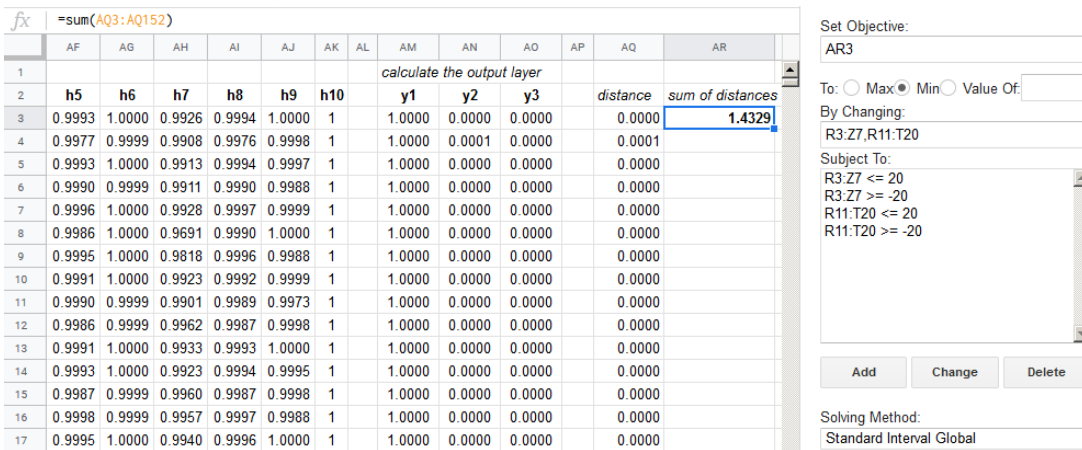 fx =sum(AQ3:AQ152)
AF AG AH AI AJ AK AL AM AN AO AP AQ AR
1 calculate the output layer
2 h5 h6 h7 h8 h9 h10 y1 y2 y3 distance sum of distances
3 0.9993 1.0000 0.9926 0.9994 1.0000 1 1.0000 0.0000 0.0000 0.0000 1.4329
4 0.9977 0.9999 0.9908 0.9976 0.9998 1 1.0000 0.0001 0.0000 0.0001
5 0.9993 1.0000 0.9913 0.9994 0.9997 1 1.0000 0.0000 0.0000 0.0000
6 0.9990 0.9999 0.9911 0.9990 0.9988 1 1.0000 0.0000 0.0000 0.0000
7 0.9996 1.0000 0.9928 0.9997 0.9999 1 1.0000 0.0000 0.0000 0.0000
8 0.9986 1.0000 0.9691 0.9990 1.0000 1 1.0000 0.0000 0.0000 0.0000
9 0.9995 1.0000 0.9818 0.9996 0.9988 1 1.0000 0.0000 0.0000 0.0000
10 0.9991 1.0000 0.9923 0.9992 0.9999 1 1.0000 0.0000 0.0000 0.0000
11 0.9990 0.9999 0.9901 0.9989 0.9973 1 1.0000 0.0000 0.0000 0.0000
12 0.9986 0.9999 0.9962 0.9987 0.9998 1 1.0000 0.0000 0.0000 0.0000
13 0.9991 1.0000 0.9933 0.9993 1.0000 1 1.0000 0.0000 0.0000 0.0000
14 0.9993 1.0000 0.9923 0.9994 0.9995 1 1.0000 0.0000 0.0000 0.0000
15 0.9987 0.9999 0.9960 0.9987 0.9998 1 1.0000 0.0000 0.0000 0.0000
16 0.9998 0.9999 0.9957 0.9997 0.9988 1 1.0000 0.0000 0.0000 0.0000
17 0.9995 1.0000 0.9940 0.9996 1.0000 1 1.0000 0.0000 0.0000 0.0000
Set Objective:
AR3
To: Max Min Value Of:
By Changing:
R3:Z7,R11:T20
Subject To:
R3:Z7 <= 20
R3:Z7 >= -20
R11:T20 <= 20
R11:T20 >= -20
Add Change Delete
Solving Method:
Standard Interval Global